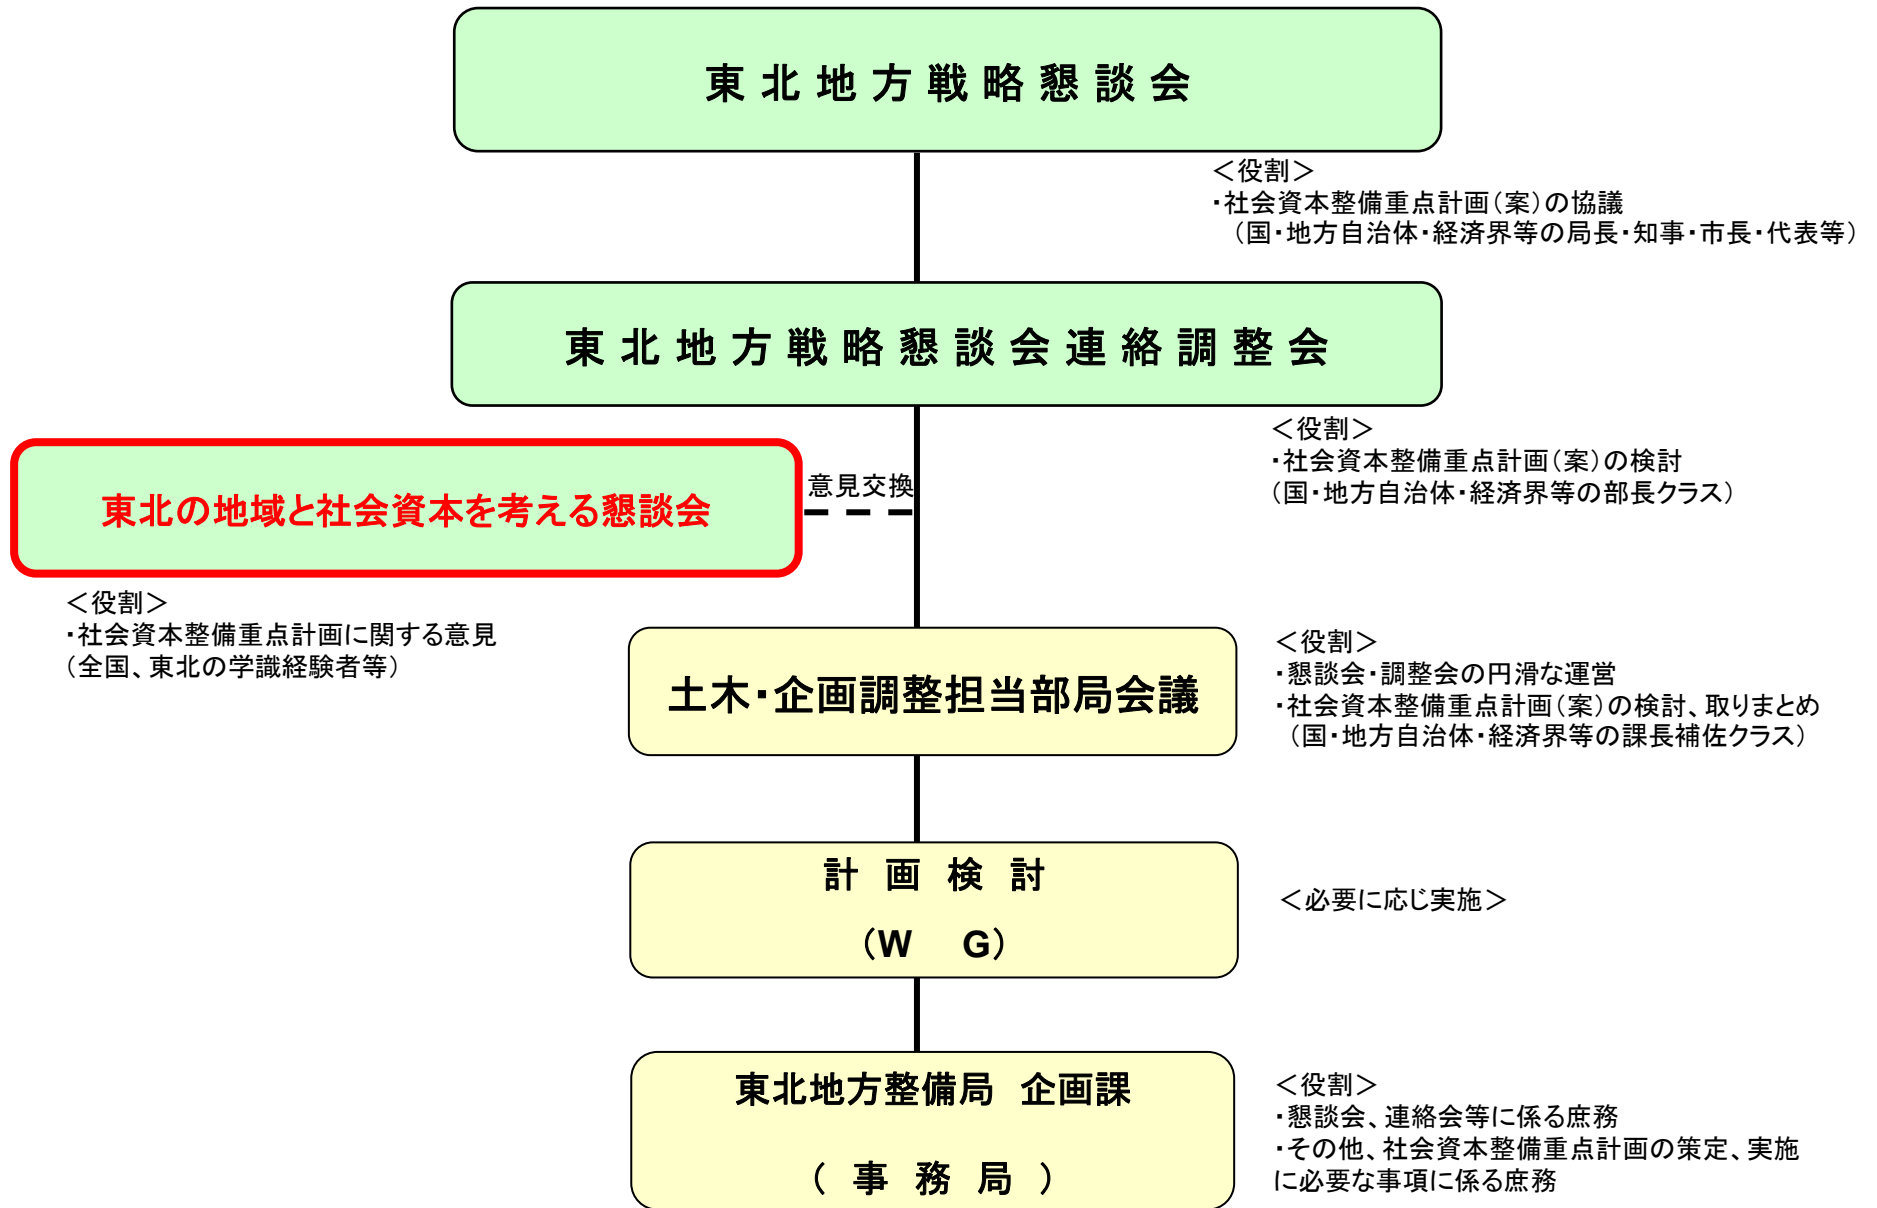 東北地方戦略懇談会
＜役割＞
・社会資本整備重点計画（案）の協議
（国・地方自治体・経済界等の局長・知事・市長・代表等）
東北地方戦略懇談会連絡調整会
＜役割＞
・社会資本整備重点計画（案）の検討
（国・地方自治体・経済界等の部長クラス）
意見交換
東北の地域と社会資本を考える懇談会
＜役割＞
・社会資本整備重点計画に関する意見
（全国、東北の学識経験者等）
土木・企画調整担当部局会議
＜役割＞
・懇談会・調整会の円滑な運営
・社会資本整備重点計画（案）の検討、取りまとめ
（国・地方自治体・経済界等の課長補佐クラス）
計画検討
（W G）
＜必要に応じ実施＞
東北地方整備局 企画課
（事務局）
＜役割＞
・懇談会、連絡会等に係る庶務
・その他、社会資本整備重点計画の策定、実施
に必要な事項に係る庶務